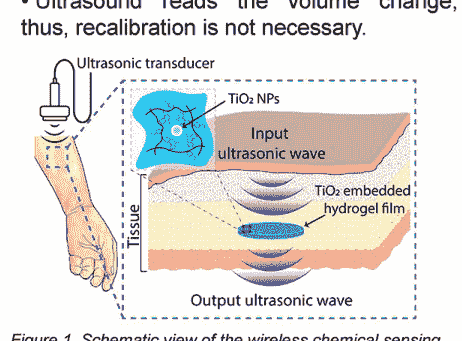 • Ultrasound reads the volume change,
thus, recalibration is not necessary.
Ultrasonic transducer
TiO₂ NPs
Input
ultrasonic wave
TiO₂ embedded
hydrogel film
Tissue
Output ultrasonic wave
Figure 1. Schematic view of the wireless chemical sensing